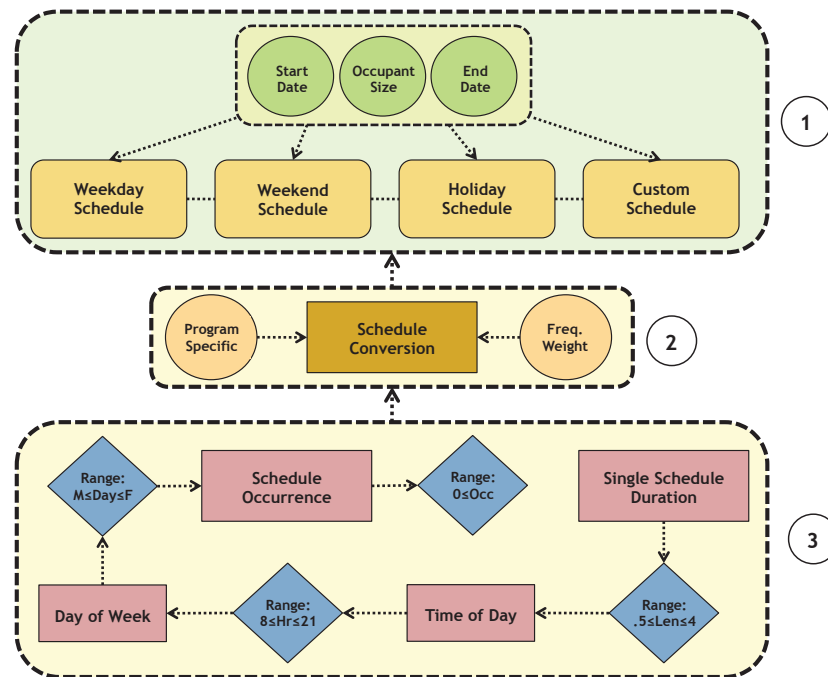 Start
Date
Occupant
Size
End
Date
1
Weekday
Schedule
Weekend
Schedule
Holiday
Schedule
Custom
Schedule
Program
Specific
Schedule
Conversion
Freq.
Weight
2
Range:
M≤Day≤F
Schedule
Occurrence
Range:
0≤Occ
Single Schedule
Duration
3
Day of Week
Range:
8≤Hr≤21
Time of Day
Range:
.5≤Len≤4